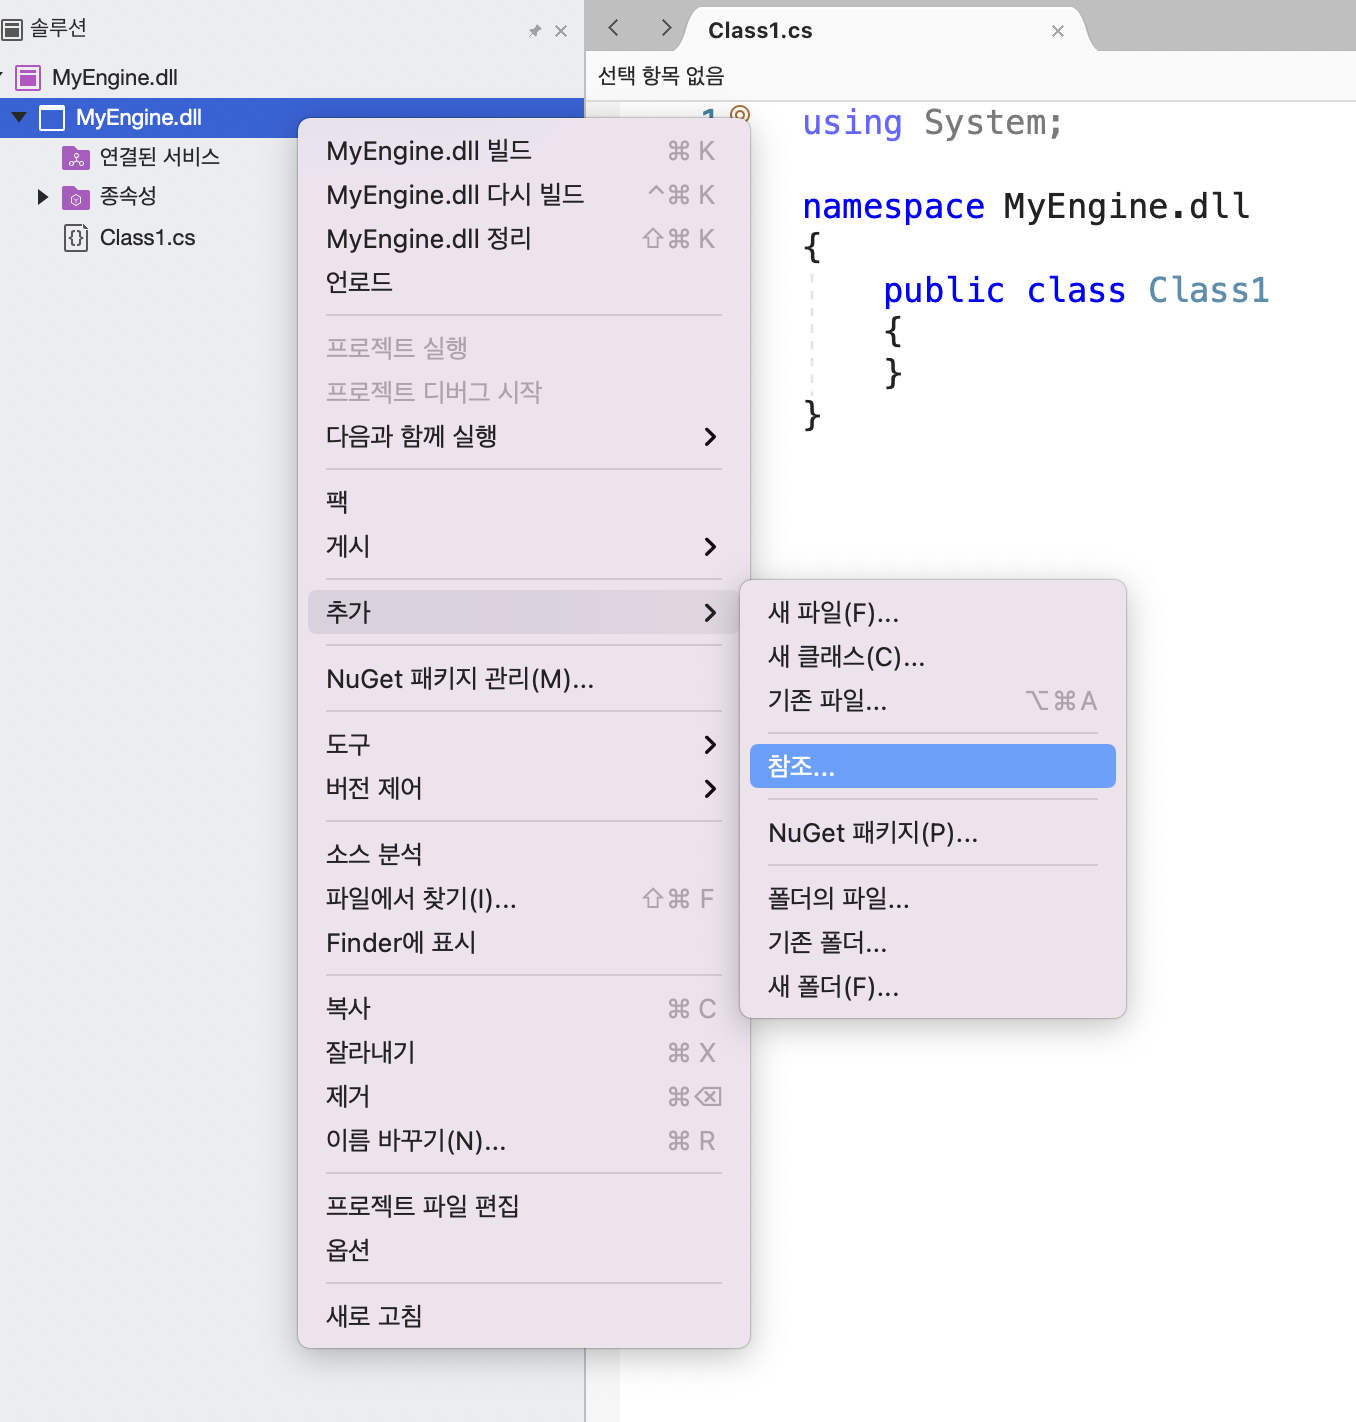 솔루션
MyEngine.dll
MyEngine.dll
연결된 서비스
종속성
Class1.cs
Class1.cs
선택 항목 없음
1
using System;
namespace MyEngine.dll
{
public class Class1
{
}
}
MyEngine.dll 빌드 ⌘ K
MyEngine.dll 다시 빌드 ^⌘ K
MyEngine.dll 정리 ⇧⌘ K
언로드
프로젝트 실행
프로젝트 디버그 시작
다음과 함께 실행
팩
게시
추가
NuGet 패키지 관리(M)...
도구
버전 제어
소스 분석
파일에서 찾기(I)... ⇧⌘ F
Finder에 표시
복사 ⌘ C
잘라내기 ⌘ X
제거 ⌘⌫
이름 바꾸기(N)... ⌘ R
프로젝트 파일 편집
옵션
새로 고침
새 파일(F)...
새 클래스(C)...
기존 파일... ⌥⌘A
참조...
NuGet 패키지(P)...
폴더의 파일...
기존 폴더...
새 폴더(F)...